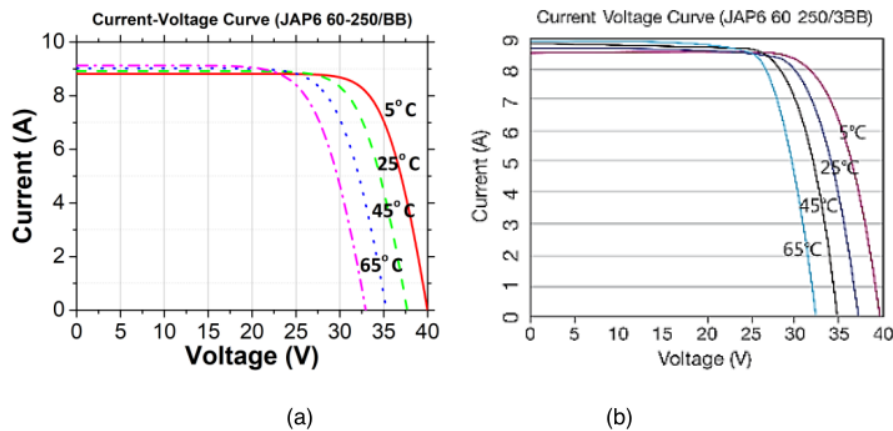 Current-Voltage Curve (JAP6 60-250/BB)
10
8
6
4
2
0
Current (A)
5°C
25°C
45°C
65°C
0 5 10 15 20 25 30 35 40
Voltage (V)
(a)
Current Voltage Curve (JAP6 60 250/3BB)
9
8
7
6
5
4
3
2
1
0
Current (A)
5℃
25℃
45℃
65℃
0 10 20 25 30 35 40
Voltage (V)
(b)